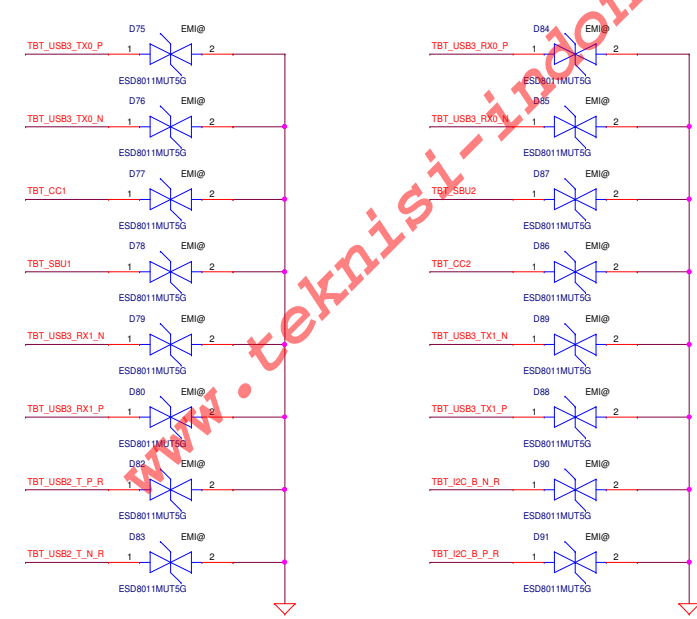 D75 EMI@
TBT_USB3_TX0_P 1 2
ESD8011MUT5G
D76 EMI@
TBT_USB3_TX0_N 1 2
ESD8011MUT5G
D77 EMI@
TBT_CC1 1 2
ESD8011MUT5G
D78 EMI@
TBT_SBU1 1 2
ESD8011MUT5G
D79 EMI@
TBT_USB3_RX1_N 1 2
ESD8011MUT5G
D80 EMI@
TBT_USB3_RX1_P 1 2
ESD8011MUT5G
D82 EMI@
TBT_USB2_T_P_R 1 2
ESD8011MUT5G
D83 EMI@
TBT_USB2_T_N_R 1 2
ESD8011MUT5G
D84 EMI@
TBT_USB3_RX0_P 1 2
ESD8011MUT5G
D85 EMI@
TBT_USB3_RX0_N 1 2
ESD8011MUT5G
D87 EMI@
TBT_SBU2 1 2
ESD8011MUT5G
D86 EMI@
TBT_CC2 1 2
ESD8011MUT5G
D89 EMI@
TBT_USB3_TX1_N 1 2
ESD8011MUT5G
D88 EMI@
TBT_USB3_TX1_P 1 2
ESD8011MUT5G
D90 EMI@
TBT_I2C_B_N_R 1 2
ESD8011MUT5G
D91 EMI@
TBT_I2C_B_P_R 1 2
ESD8011MUT5G
www.teknisi-indon